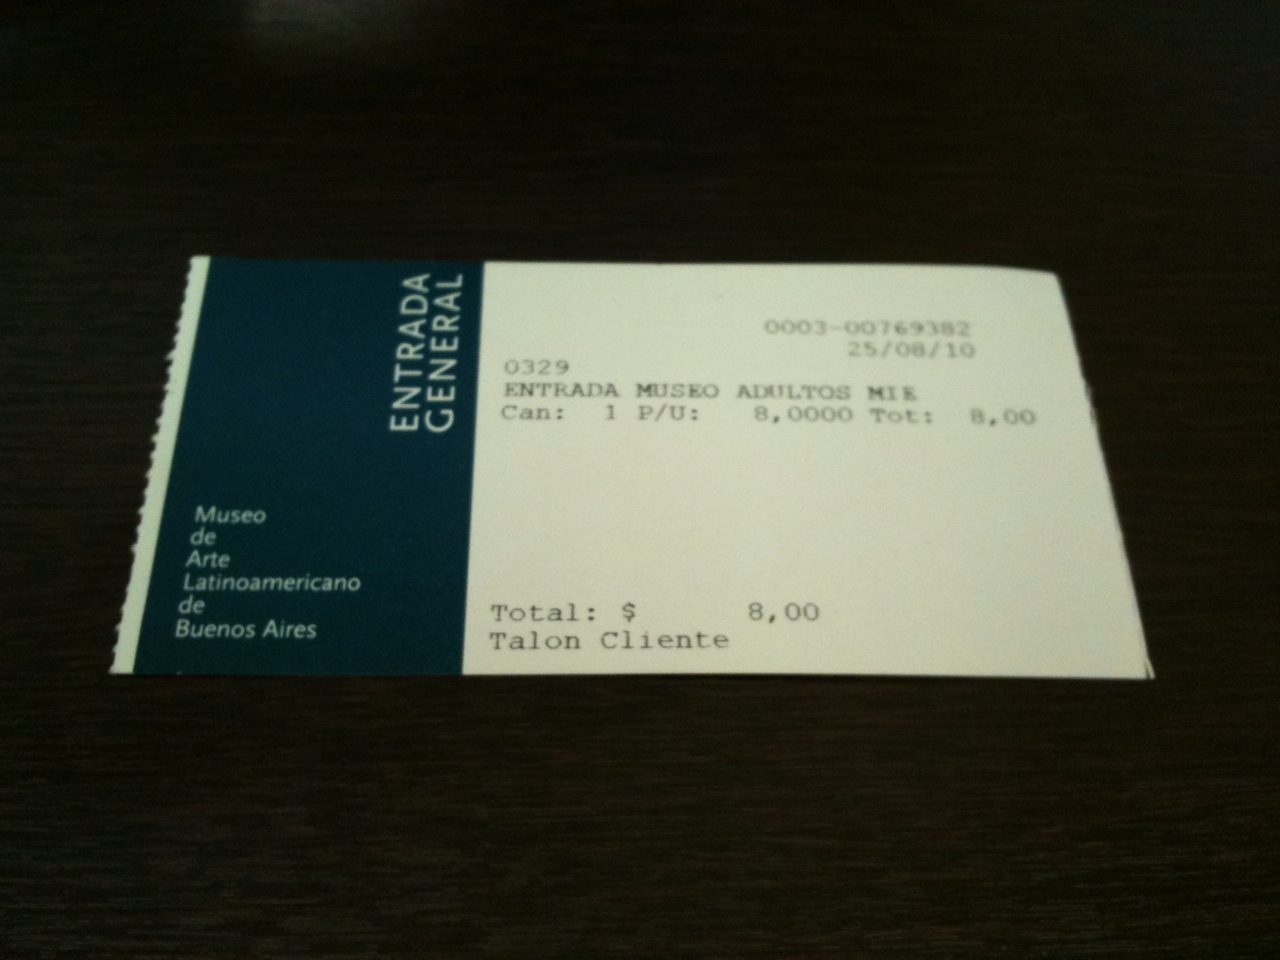 ENTRADA
GENERAL
Museo
de
Arte
Latinoamericano
de
Buenos Aires
0003-00769382
25/08/10
0329
ENTRADA MUSEO ADULTOS MIE
Can: 1 P/U: 8,0000 Tot: 8,00
Total: $ 8,00
Talon Cliente